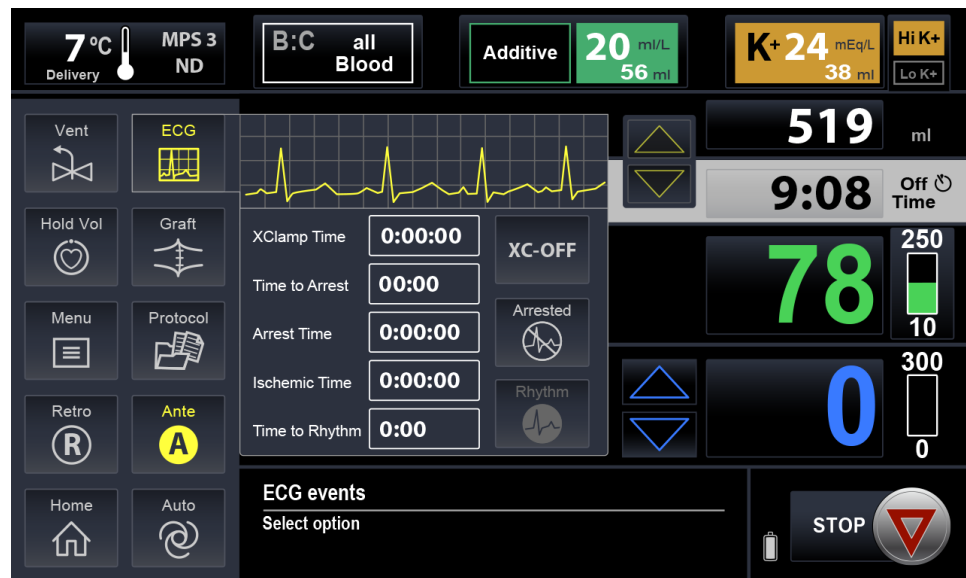 7 °C
Delivery
MPS 3
ND
B:C all
Blood
Additive
20 ml/L
56 ml
K+ 24 mEq/L
38 ml
Hi K+
Lo K+
Vent
ECG
Hold Vol
Graft
Menu
Protocol
Retro
R
Ante
A
Home
Auto
XClamp Time 0:00:00
Time to Arrest 00:00
Arrest Time 0:00:00
Ischemic Time 0:00:00
Time to Rhythm 0:00
XC-OFF
Arrested
Rhythm
519 ml
9:08 Off
Time
78
250
10
0
300
0
ECG events
Select option
STOP